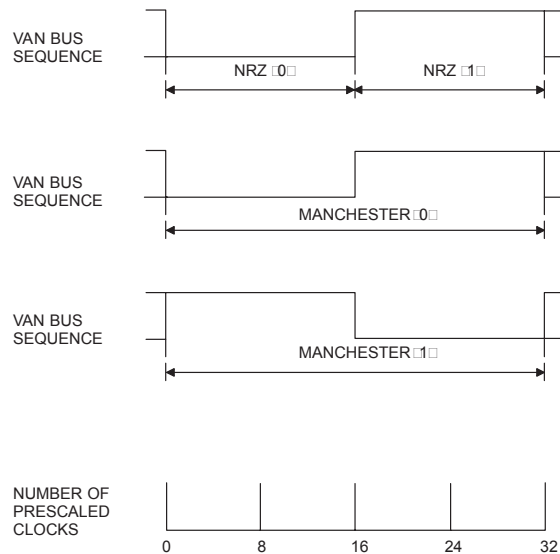 VAN BUS
SEQUENCE
NRZ □0□
NRZ □1□
VAN BUS
SEQUENCE
MANCHESTER □0□
VAN BUS
SEQUENCE
MANCHESTER □1□
NUMBER OF
PRESCALED
CLOCKS
0 8 16 24 32